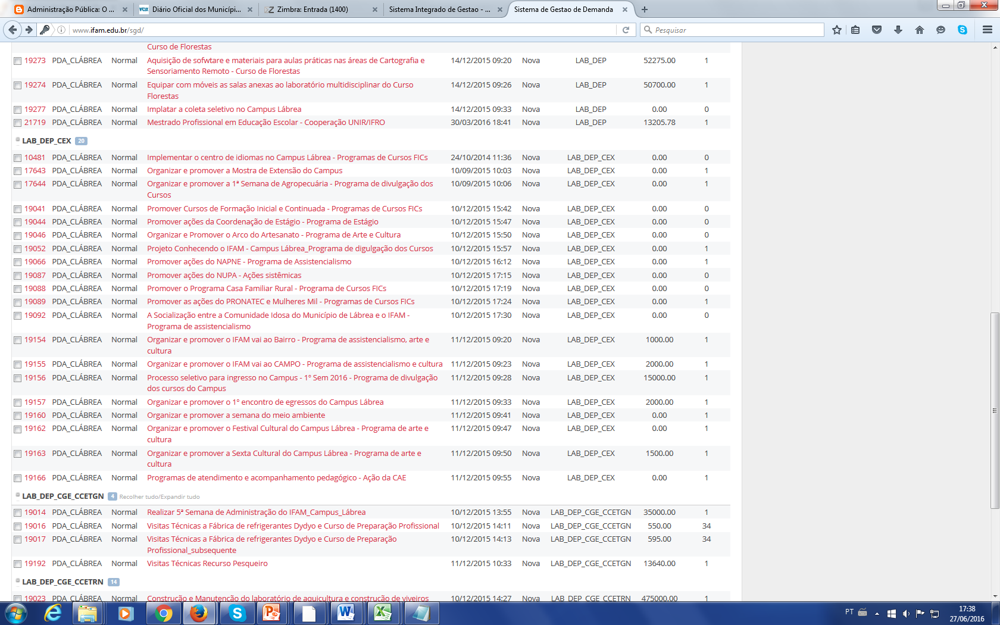 Administração Pública: O ...
Diário Oficial dos Municípi...
Zimbra: Entrada (1400)
Sistema Integrado de Gestao - ...
Sistema de Gestao de Demanda
www.ifam.edu.br/sgd/
Pesquisar
Curso de Florestas
19273 PDA_CLÁBREA Normal Aquisição de sofwtare e materiais para aulas práticas nas áreas de Cartografia e 14/12/2015 09:20 Nova LAB_DEP 52275.00 1
Sensoriamento Remoto - Curso de Florestas
19274 PDA_CLÁBREA Normal Equipar com móveis as salas anexas ao laboratório multidisciplinar do Curso 14/12/2015 09:26 Nova LAB_DEP 50700.00 1
Florestas
19277 PDA_CLÁBREA Normal Implatar a coleta seletivo no Campus Lábrea 14/12/2015 09:33 Nova LAB_DEP 0.00 0
21719 PDA_CLÁBREA Normal Mestrado Profissional em Educação Escolar - Cooperação UNIR/IFRO 30/03/2016 18:41 Nova LAB_DEP 13205.78 1
LAB_DEP_CEX 20
10481 PDA_CLÁBREA Normal Implementar o centro de idiomas no Campus Lábrea - Programas de Cursos FICs 24/10/2014 11:36 Nova LAB_DEP_CEX 0.00 0
17643 PDA_CLÁBREA Normal Organizar e promover a Mostra de Extensão do Campus 10/09/2015 10:03 Nova LAB_DEP_CEX 0.00 1
17644 PDA_CLÁBREA Normal Organizar e promover a 1ª Semana de Agropecuária - Programa de divulgação dos 10/09/2015 10:06 Nova LAB_DEP_CEX 0.00 1
Cursos
19041 PDA_CLÁBREA Normal Promover Cursos de Formação Inicial e Continuada - Programas de Cursos FICs 10/12/2015 15:42 Nova LAB_DEP_CEX 0.00 0
19044 PDA_CLÁBREA Normal Promover ações da Coordenação de Estágio - Programa de Estágio 10/12/2015 15:47 Nova LAB_DEP_CEX 0.00 0
19046 PDA_CLÁBREA Normal Organizar e Promover o Arco do Artesanato - Programa de Arte e Cultura 10/12/2015 15:50 Nova LAB_DEP_CEX 0.00 0
19052 PDA_CLÁBREA Normal Projeto Conhecendo o IFAM - Campus Lábrea_Programa de digulgação dos Cursos 10/12/2015 15:57 Nova LAB_DEP_CEX 0.00 1
19066 PDA_CLÁBREA Normal Promover ações do NAPNE - Programa de Assistencialismo 10/12/2015 16:12 Nova LAB_DEP_CEX 0.00 1
19087 PDA_CLÁBREA Normal Promover ações do NUPA - Ações sistêmicas 10/12/2015 17:15 Nova LAB_DEP_CEX 0.00 0
19088 PDA_CLÁBREA Normal Promover o Programa Casa Familiar Rural - Programa de Cursos FICs 10/12/2015 17:19 Nova LAB_DEP_CEX 0.00 0
19089 PDA_CLÁBREA Normal Promover as ações do PRONATEC e Mulheres Mil - Programas de Cursos FICs 10/12/2015 17:24 Nova LAB_DEP_CEX 0.00 1
19092 PDA_CLÁBREA Normal A Socialização entre a Comunidade Idosa do Município de Lábrea e o IFAM - 10/12/2015 17:30 Nova LAB_DEP_CEX 0.00 0
Programa de assistencialismo
19154 PDA_CLÁBREA Normal Organizar e promover o IFAM vai ao Bairro - Programa de assistencialismo, arte e 11/12/2015 09:20 Nova LAB_DEP_CEX 1000.00 1
cultura
19155 PDA_CLÁBREA Normal Organizar e promover o IFAM vai ao CAMPO - Programa de assistencialismo e cultura 11/12/2015 09:23 Nova LAB_DEP_CEX 2000.00 1
19156 PDA_CLÁBREA Normal Processo seletivo para ingresso no Campus - 1º Sem 2016 - Programa de divulgação 11/12/2015 09:28 Nova LAB_DEP_CEX 15000.00 1
dos cursos do Campus
19157 PDA_CLÁBREA Normal Organizar e promover o 1º encontro de egressos do Campus Lábrea 11/12/2015 09:33 Nova LAB_DEP_CEX 2000.00 1
19160 PDA_CLÁBREA Normal Organizar e promover a semana do meio ambiente 11/12/2015 09:41 Nova LAB_DEP_CEX 0.00 1
19162 PDA_CLÁBREA Normal Organizar e promover o Festival Cultural do Campus Lábrea - Programa de arte e 11/12/2015 09:47 Nova LAB_DEP_CEX 0.00 1
cultura
19163 PDA_CLÁBREA Normal Organizar e promover a Sexta Cultural do Campus Lábrea - Programa de arte e 11/12/2015 09:50 Nova LAB_DEP_CEX 1500.00 1
cultura
19166 PDA_CLÁBREA Normal Programas de atendimento e acompanhamento pedagógico - Ação da CAE 11/12/2015 09:55 Nova LAB_DEP_CEX 0.00 1
LAB_DEP_CGE_CCETGN 4 Recolher tudo/Expandir tudo
19014 PDA_CLÁBREA Normal Realizar 5ª Semana de Administração do IFAM_Campus_Lábrea 10/12/2015 13:55 Nova LAB_DEP_CGE_CCETGN 35000.00 1
19016 PDA_CLÁBREA Normal Visitas Técnicas a Fábrica de refrigerantes Dydyo e Curso de Preparação Profissional 10/12/2015 14:11 Nova LAB_DEP_CGE_CCETGN 550.00 34
19017 PDA_CLÁBREA Normal Visitas Técnicas a Fábrica de refrigerantes Dydyo e Curso de Preparação 10/12/2015 14:13 Nova LAB_DEP_CGE_CCETGN 595.00 34
Profissional_subsequente
19192 PDA_CLÁBREA Normal Visitas Técnicas Recurso Pesqueiro 11/12/2015 10:33 Nova LAB_DEP_CGE_CCETGN 13640.00 1
LAB_DEP_CGE_CCETRN 14
19023 PDA_CLÁBREA Normal Construção e Manutenção do laboratório de aquicultura e construção de viveiros 10/12/2015 14:27 Nova LAB_DEP_CGE_CCETRN 475000.00 1
PT
17:38
27/06/2016